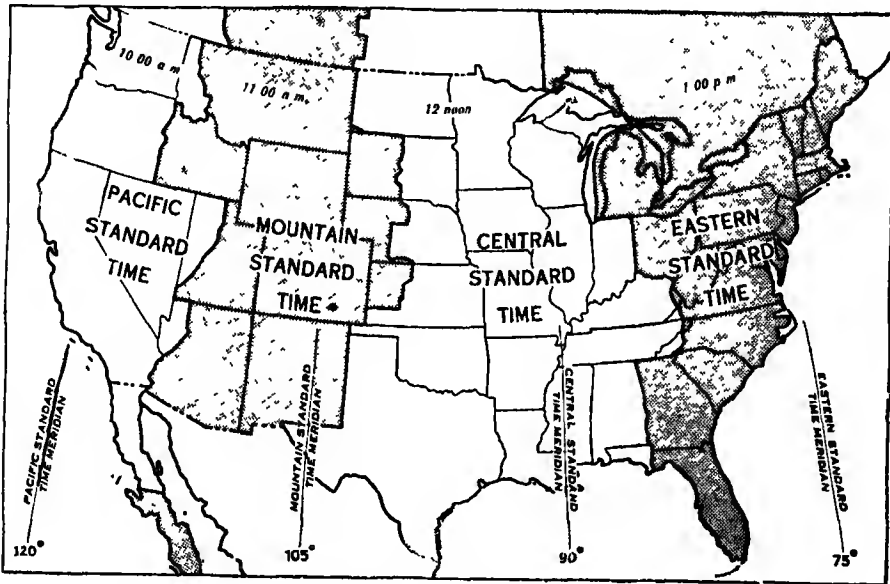 10 00 a m
11 00 a m.
12 noon
1 00 p m
PACIFIC
STANDARD
TIME
MOUNTAIN
STANDARD
TIME
CENTRAL
STANDARD
TIME
EASTERN
STANDARD
TIME
PACIFIC STANDARD
TIME MERIDIAN
MOUNTAIN STANDARD
TIME MERIDIAN
CENTRAL STANDARD
TIME MERIDIAN
EASTERN STANDARD
TIME MERIDIAN
120°
105°
90°
75°